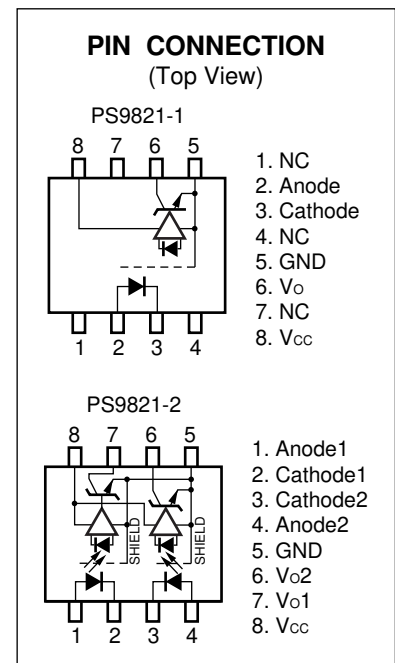 PIN CONNECTION
(Top View)
PS9821-1
8 7 6 5
1 2 3 4
1. NC
2. Anode
3. Cathode
4. NC
5. GND
6. Vo
7. NC
8. Vcc
PS9821-2
8 7 6 5
SHIELD SHIELD
1 2 3 4
1. Anode1
2. Cathode1
3. Cathode2
4. Anode2
5. GND
6. Vo2
7. Vo1
8. Vcc